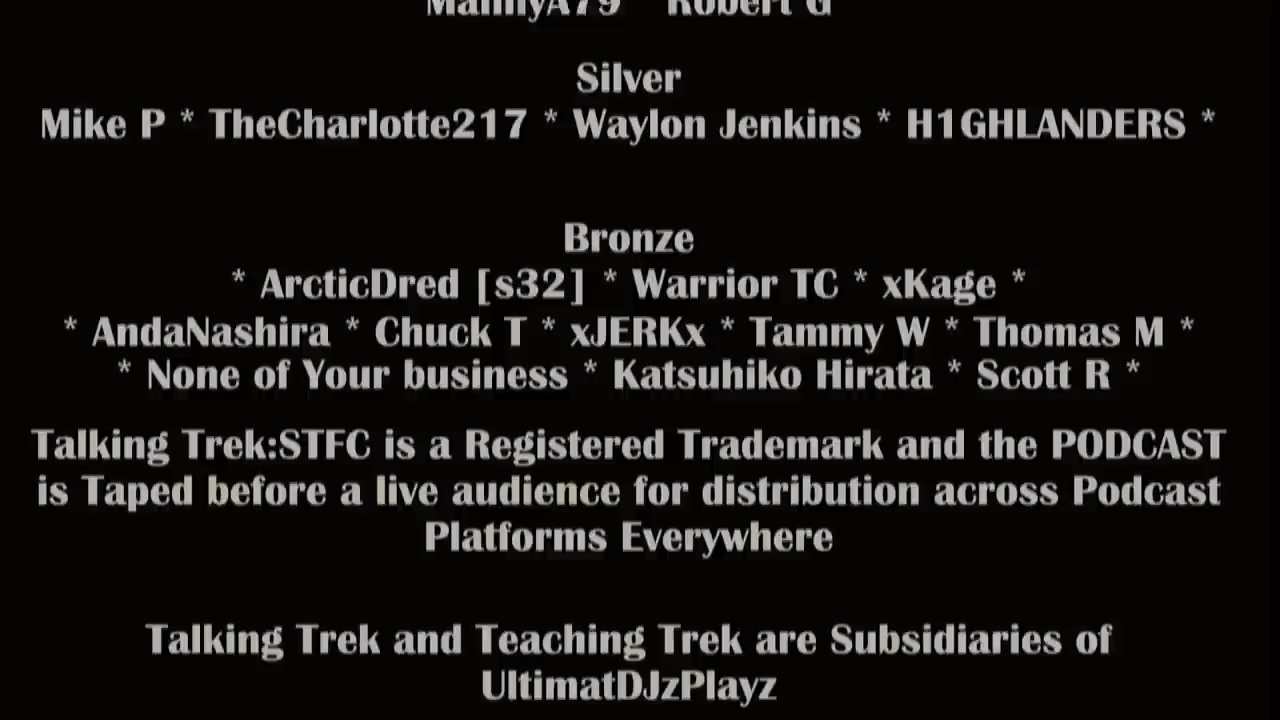 MannyA79 Robert G
Silver
Mike P * TheCharlotte217 * Waylon Jenkins * H1GHLANDERS *
Bronze
* ArcticDred [s32] * Warrior TC * xKage *
* AndaNashira * Chuck T * xJERKx * Tammy W * Thomas M *
* None of Your business * Katsuhiko Hirata * Scott R *
Talking Trek:STFC is a Registered Trademark and the PODCAST
is Taped before a live audience for distribution across Podcast
Platforms Everywhere
Talking Trek and Teaching Trek are Subsidiaries of
UltimatDJzPlayz